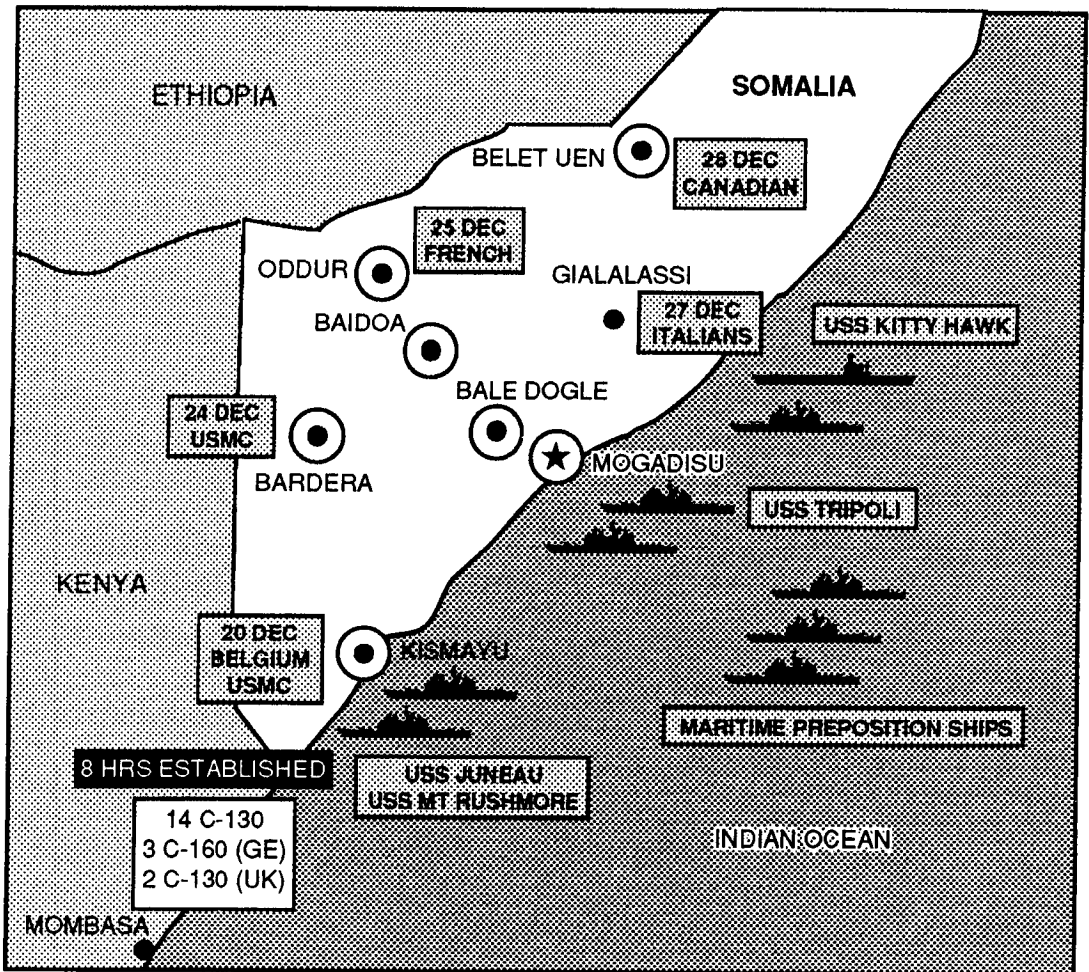 ETHIOPIA
SOMALIA
BELET UEN
28 DEC
CANADIAN
25 DEC
FRENCH
ODDUR
GIALALASSI
27 DEC
ITALIANS
USS KITTY HAWK
BAIDOA
BALE DOGLE
24 DEC
USMC
BARDERA
MOGADISU
USS TRIPOLI
KENYA
20 DEC
BELGIUM
USMC
KISMAYU
MARITIME PREPOSITION SHIPS
8 HRS ESTABLISHED
USS JUNEAU
USS MT RUSHMORE
14 C-130
3 C-160 (GE)
2 C-130 (UK)
INDIAN OCEAN
MOMBASA